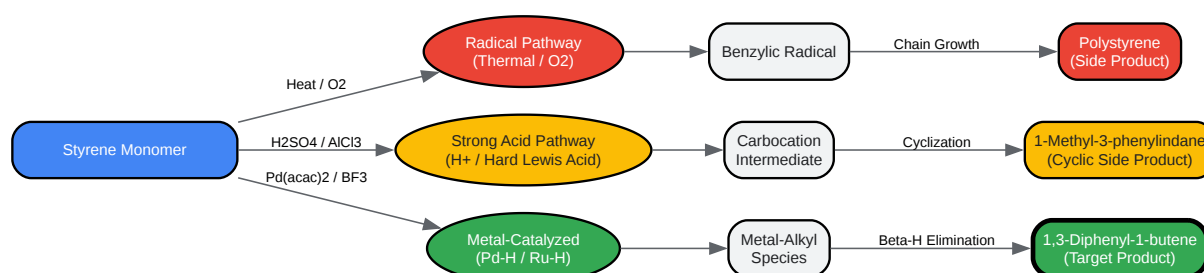 Styrene Monomer
Heat / O2
H2SO4 / AlCl3
Pd(acac)2 / BF3
Radical Pathway
(Thermal / O2)
Benzylic Radical
Chain Growth
Polystyrene
(Side Product)
Strong Acid Pathway
(H+ / Hard Lewis Acid)
Carbocation
Intermediate
Cyclization
1-Methyl-3-phenylindane
(Cyclic Side Product)
Metal-Catalyzed
(Pd-H / Ru-H)
Metal-Alkyl
Species
Beta-H Elimination
1,3-Diphenyl-1-butene
(Target Product)